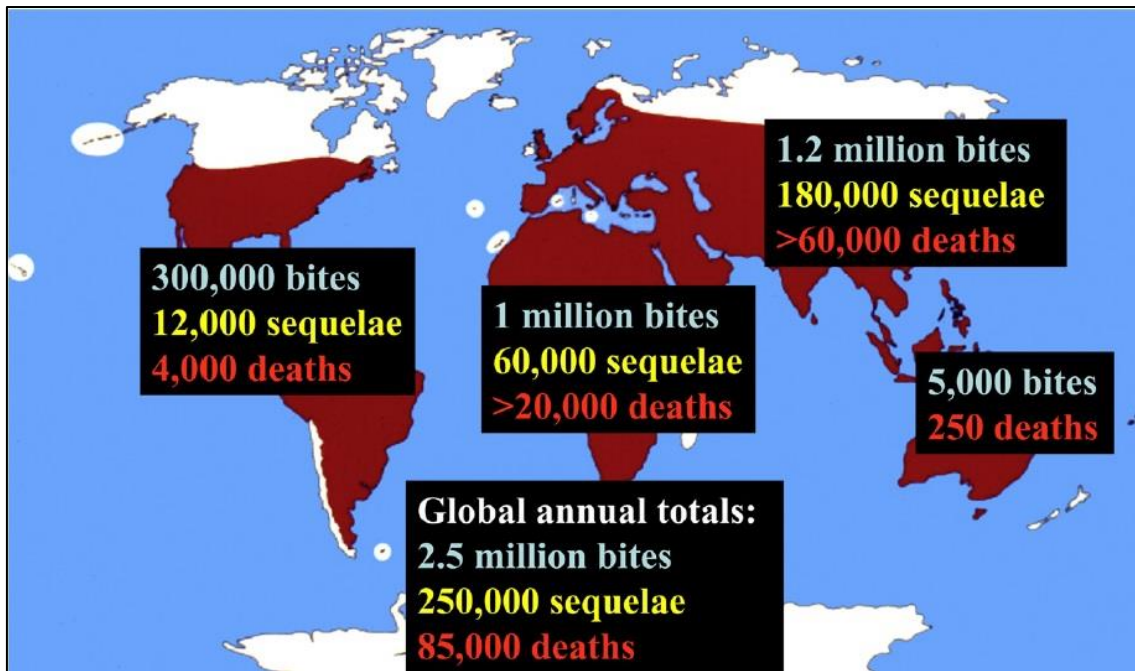 1.2 million bites
180,000 sequelae
>60,000 deaths
300,000 bites
12,000 sequelae
4,000 deaths
1 million bites
60,000 sequelae
>20,000 deaths
5,000 bites
250 deaths
Global annual totals:
2.5 million bites
250,000 sequelae
85,000 deaths